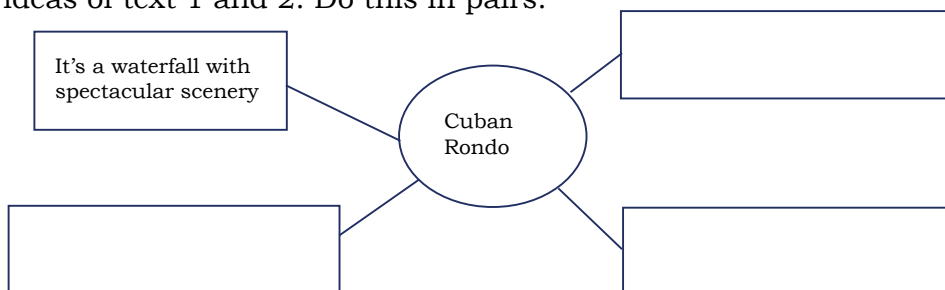 ideas of text 1 and 2. Do this in pairs.
It's a waterfall with
spectacular scenery
Cuban
Rondo